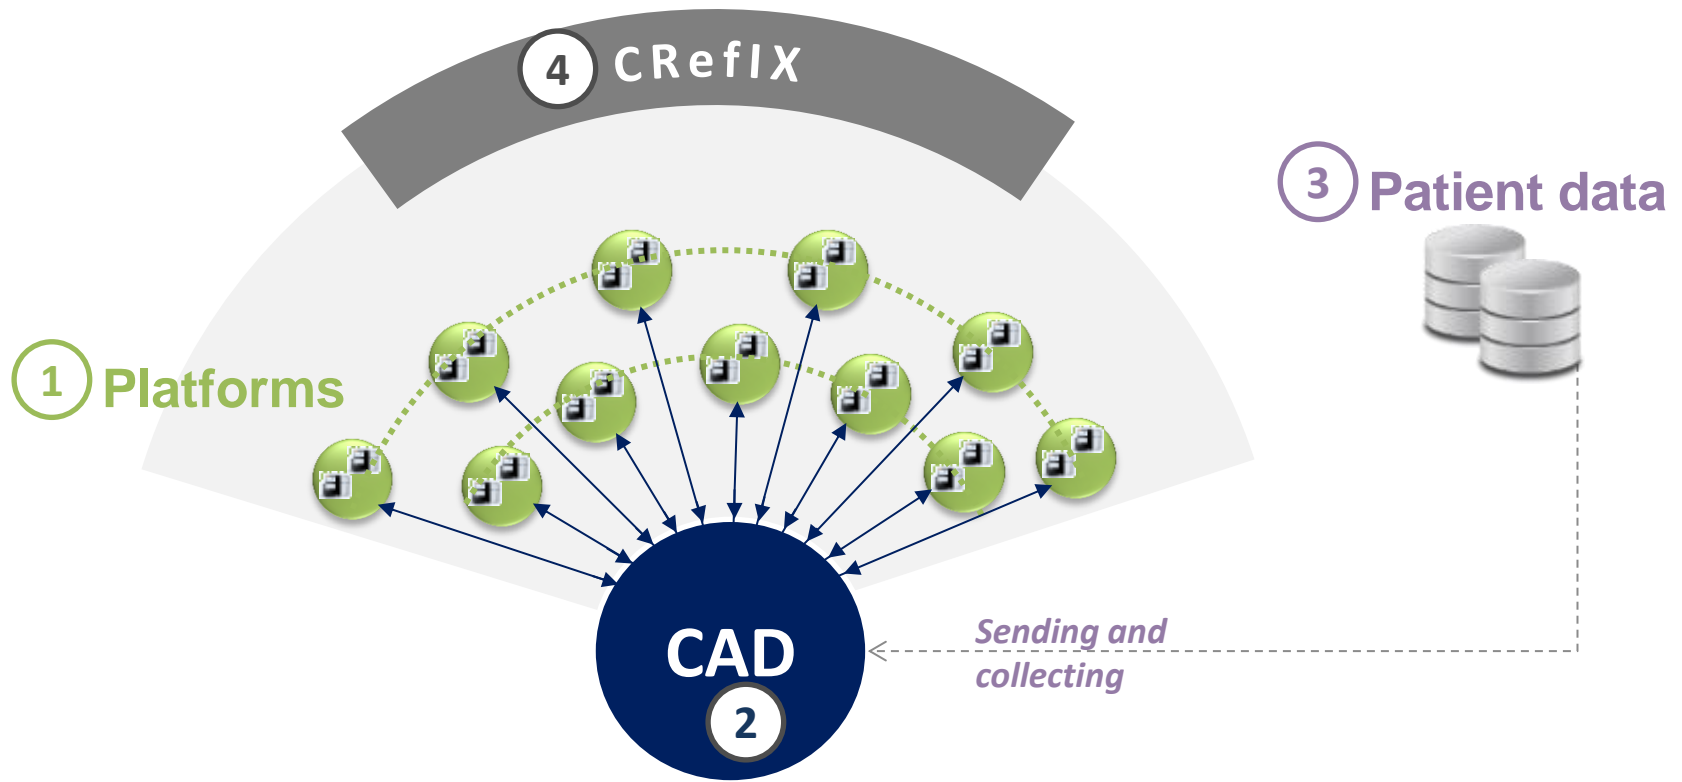 4 CRefIX
3 Patient data
1 Platforms
CAD
2
Sending and
collecting